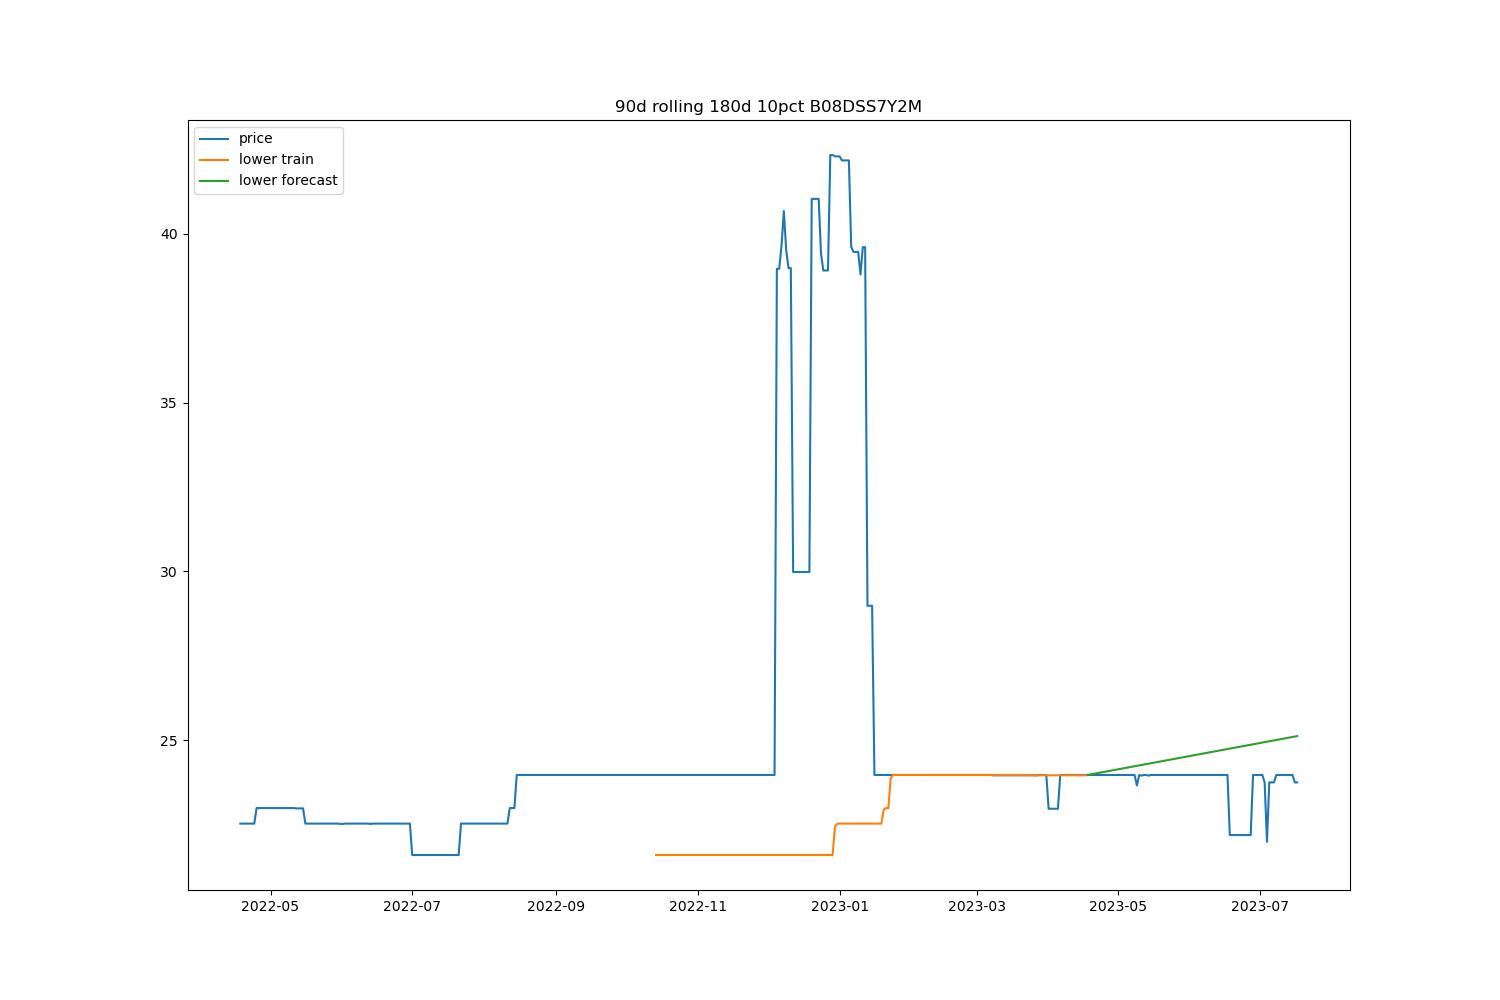 90d rolling 180d 10pct B08DSS7Y2M
price
lower train
lower forecast
40
35
30
25
2022-05 2022-07 2022-09 2022-11 2023-01 2023-03 2023-05 2023-07